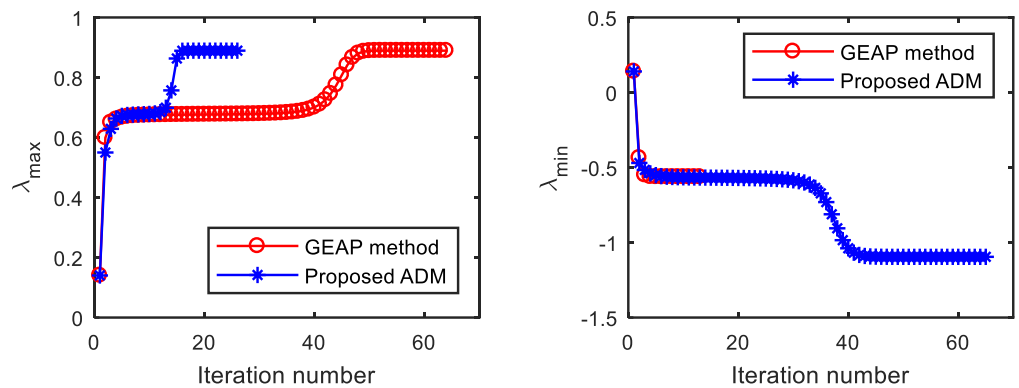 1
0.8
0.6
0.4
0.2
0
λmax
0 20 40 60
Iteration number
GEAP method
Proposed ADM
0.5
0
-0.5
-1
-1.5
λmin
0 20 40 60
Iteration number
GEAP method
Proposed ADM